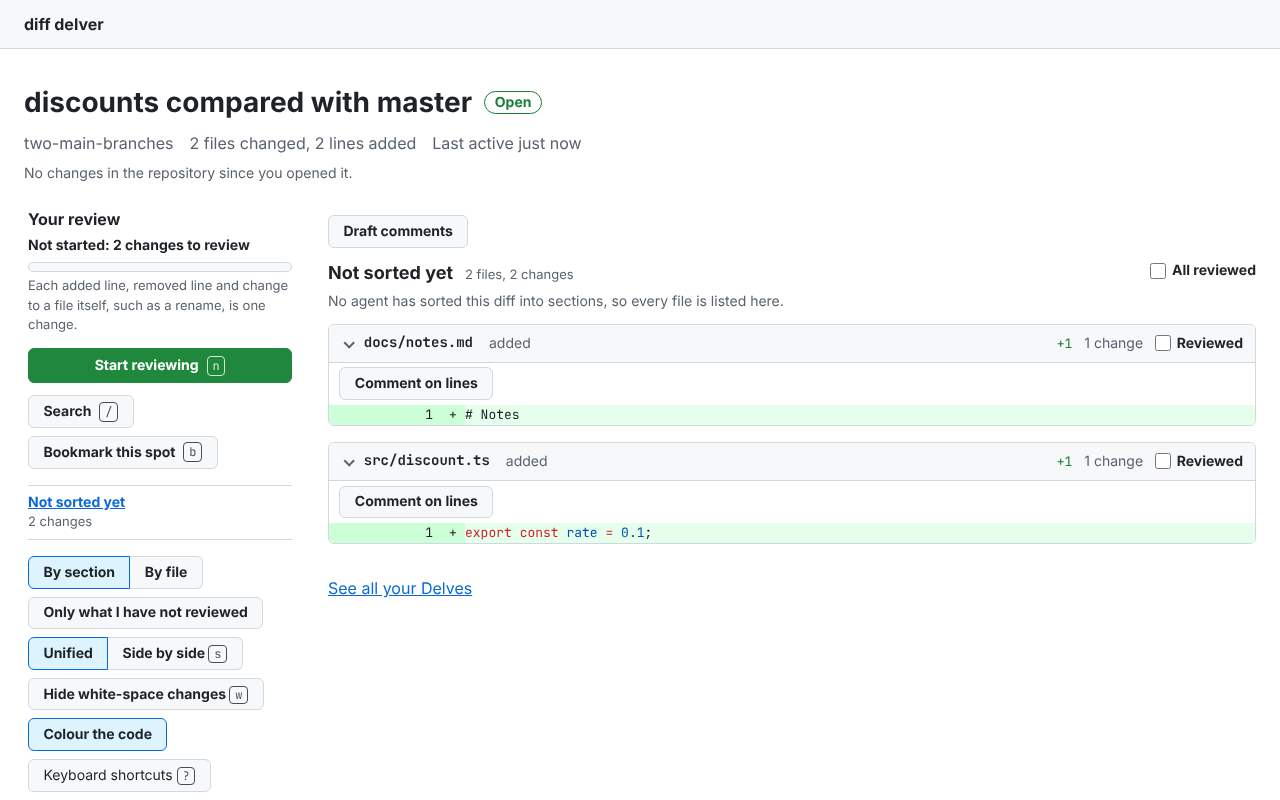 diff delver
discounts compared with master Open
two-main-branches 2 files changed, 2 lines added Last active just now
No changes in the repository since you opened it.
Your review
Not started: 2 changes to review
Each added line, removed line and change
to a file itself, such as a rename, is one
change.
Start reviewing n
Search /
Bookmark this spot b
Not sorted yet
2 changes
By section By file
Only what I have not reviewed
Unified Side by side s
Hide white-space changes w
Colour the code
Keyboard shortcuts ?
Draft comments
Not sorted yet 2 files, 2 changes All reviewed
No agent has sorted this diff into sections, so every file is listed here.
docs/notes.md added +1 1 change Reviewed
Comment on lines
1 + # Notes
src/discount.ts added +1 1 change Reviewed
Comment on lines
1 + export const rate = 0.1;
See all your Delves